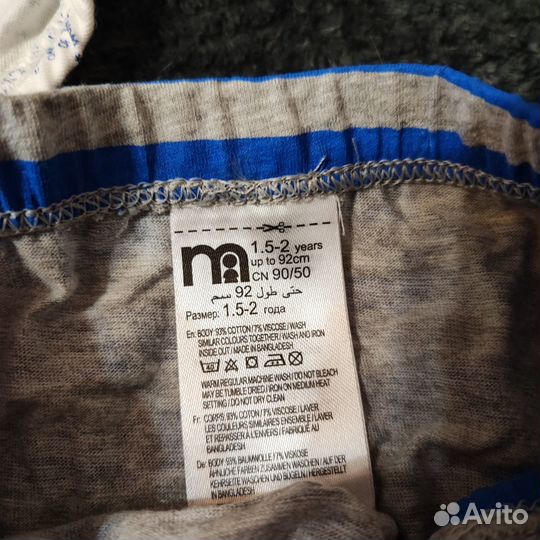 1.5-2 years
up to 92cm
CN 90/50
حتى طول 92 سم
Размер: 1.5-2 года
En: BODY: 93% COTTON/7% VISCOSE/WASH
SIMILAR COLOURS TOGETHER/WASH AND IRON
INSIDE OUT/ MADE IN BANGLADESH
40
WARM REGULAR MACHINE WASH / DO NOT BLEACH
MAY BE TUMBLE DRIED / IRON ON MEDIUM HEAT
SETTING / DO NOT DRY CLEAN
Fr: CORPS: 93% COTON/7% VISCOSE/ LAVER
LES COULEURS SIMILAIRES ENSEMBLE / LAVER
ET REPASSER À L'ENVERS / FABRIQUÉ AU
BANGLADESH
De: BODY: 93% BAUMWOLLE / 7% VISKOSE
ÄHNLICHE FARBEN ZUSAMMEN WASCHEN / AUF DER
KEHRSEITE WASCHEN UND BÜGELN / HERGESTELLT
IN BANGLADESH
Avito